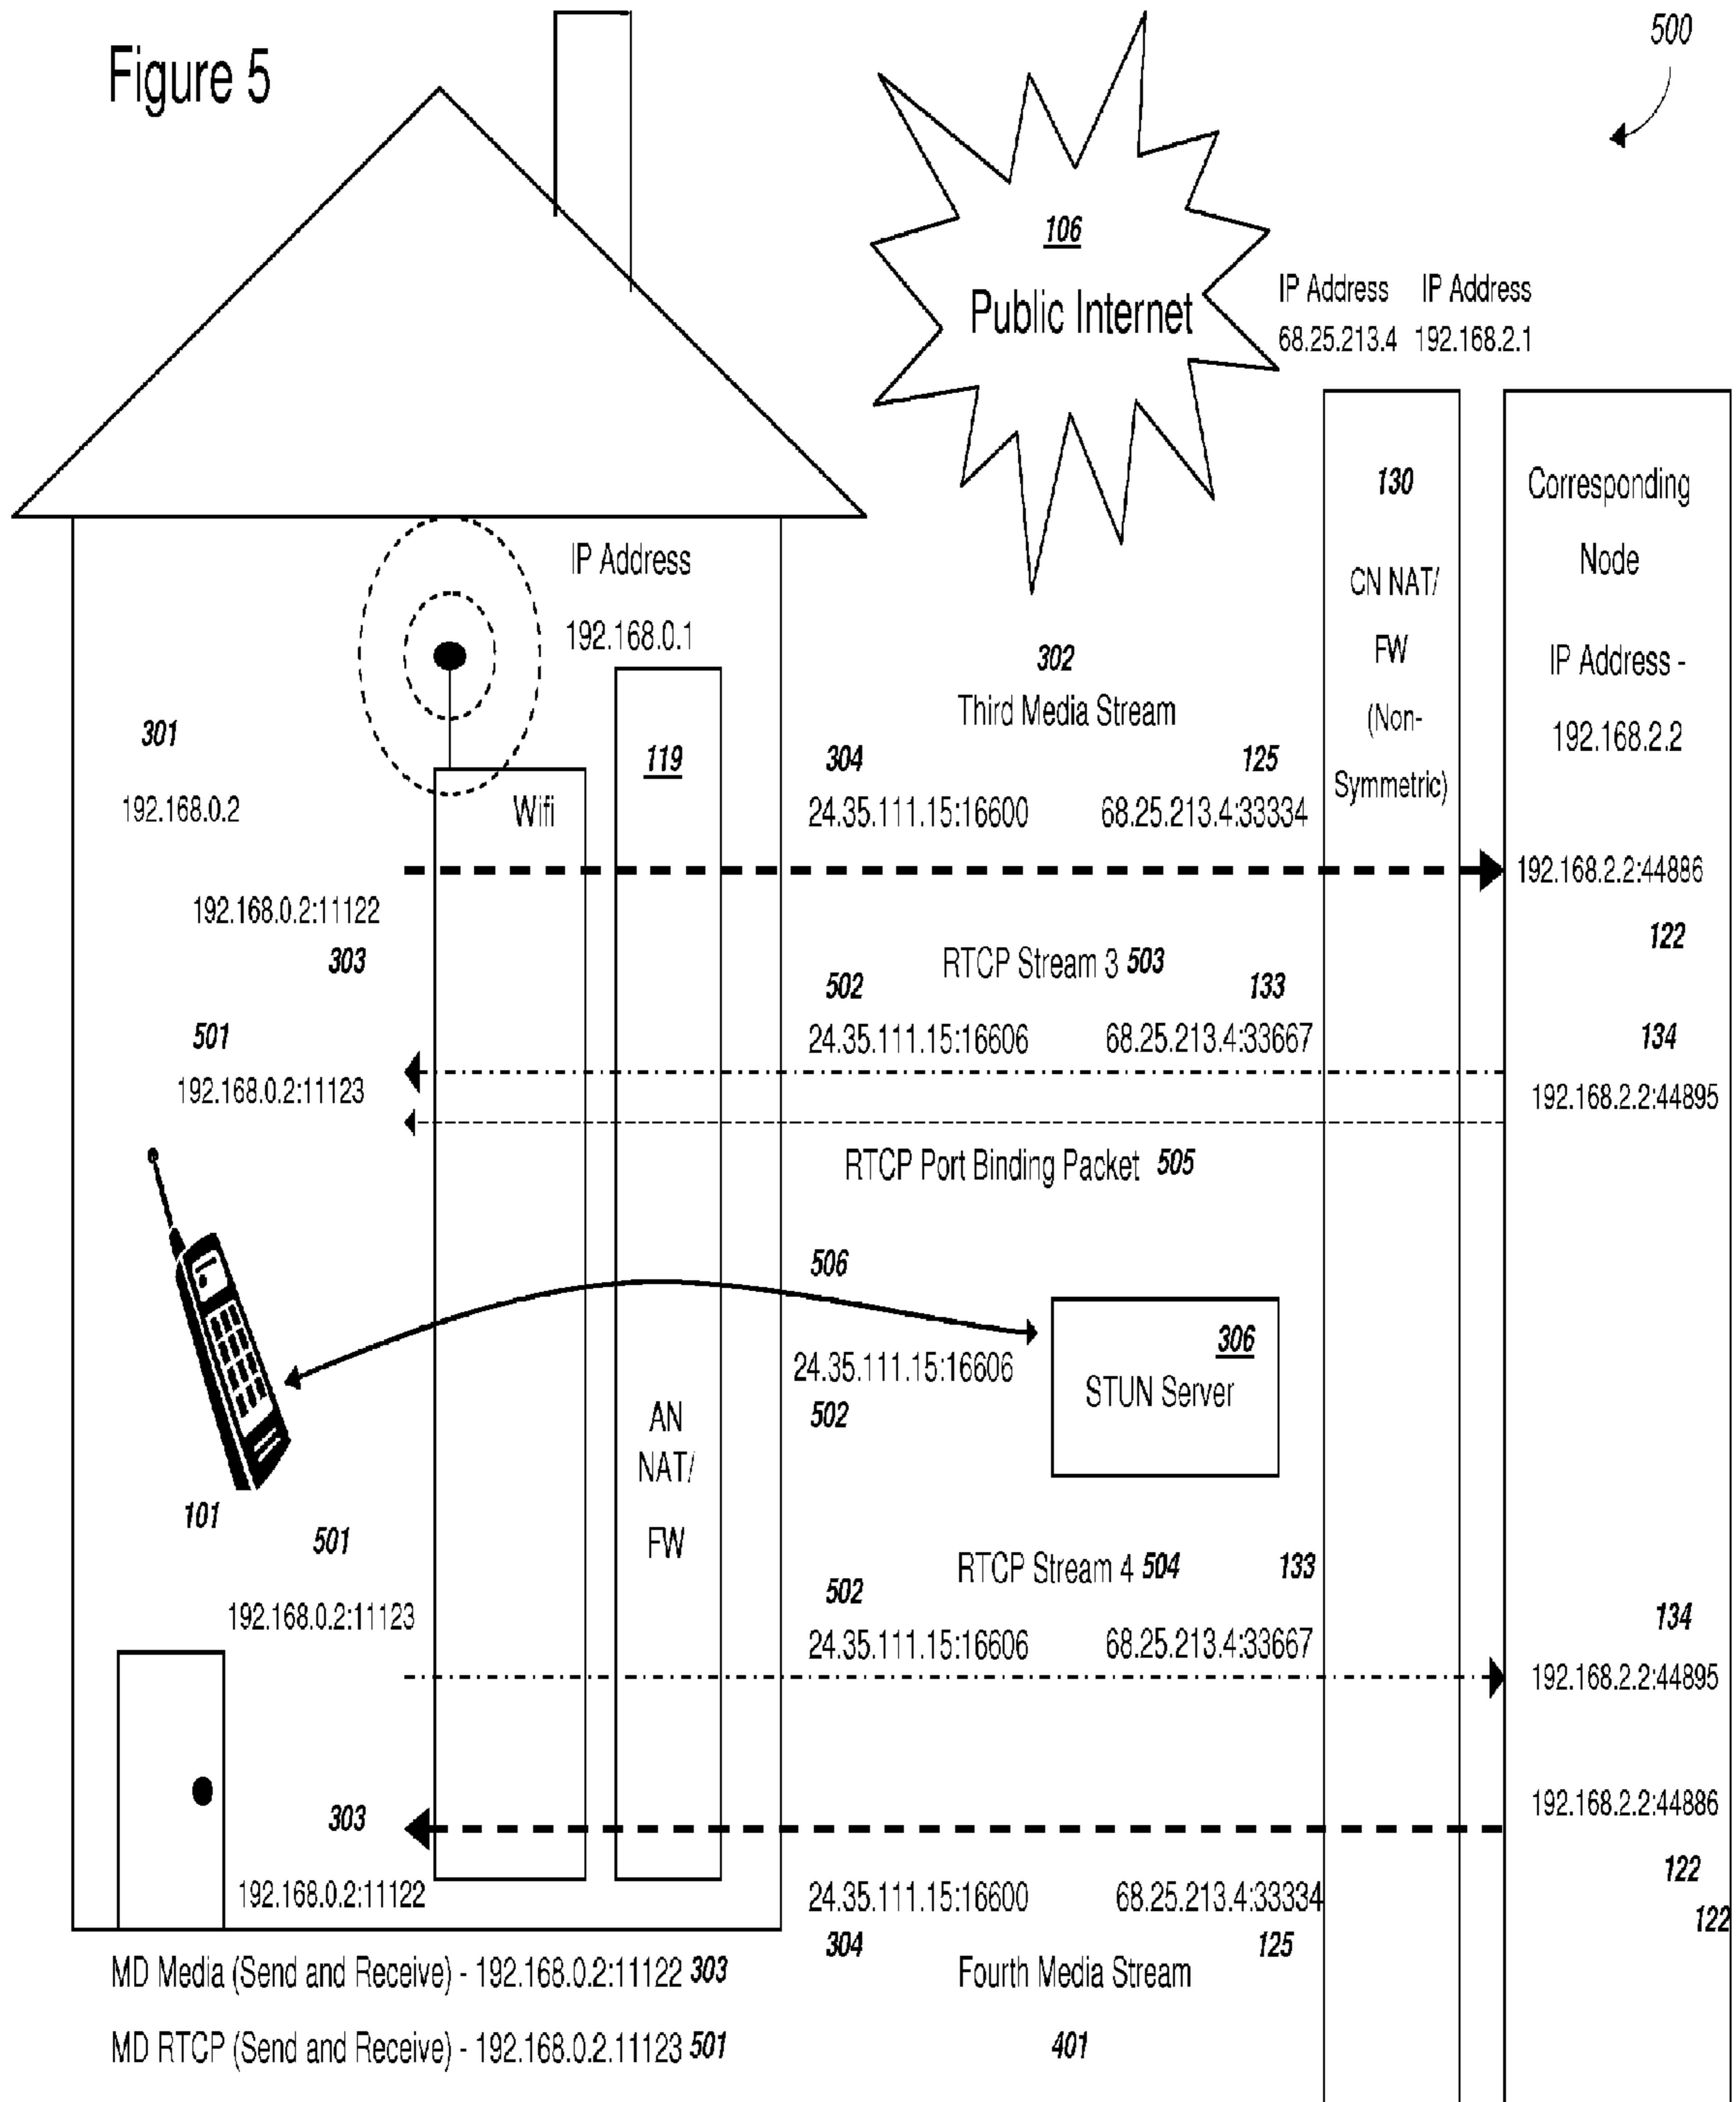 Figure 5
500
106
Public Internet
IP Address IP Address
68.25.213.4 192.168.2.1
130
CN NAT/
FW
(Non-
Symmetric)
Corresponding
Node
IP Address -
192.168.2.2
IP Address
192.168.0.1
302
Third Media Stream
301
192.168.0.2
Wifi
119
304 125
24.35.111.15:16600 68.25.213.4:33334
192.168.2.2:44886
122
192.168.0.2:11122
303
RTCP Stream 3 503
502 133
24.35.111.15:16606 68.25.213.4:33667
501
192.168.0.2:11123
134
192.168.2.2:44895
RTCP Port Binding Packet 505
506
24.35.111.15:16606
502
306
STUN Server
AN
NAT/
FW
101
501
192.168.0.2:11123
RTCP Stream 4 504 133
502
24.35.111.15:16606 68.25.213.4:33667
134
192.168.2.2:44895
192.168.2.2:44886
303
122
192.168.0.2:11122
24.35.111.15:16600 68.25.213.4:33334
122
304 125
MD Media (Send and Receive) - 192.168.0.2:11122 303
Fourth Media Stream
MD RTCP (Send and Receive) - 192.168.0.2.11123 501
401